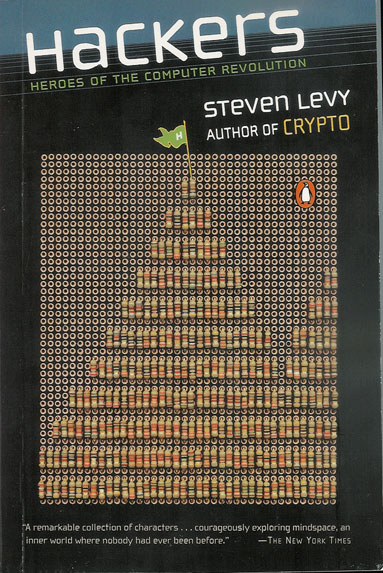 Hackers
HEROES OF THE COMPUTER REVOLUTION
Steven Levy
AUTHOR OF CRYPTO
H
"A remarkable collection of characters . . . courageously exploring mindspace, an
inner world where nobody had ever been before." —The New York Times